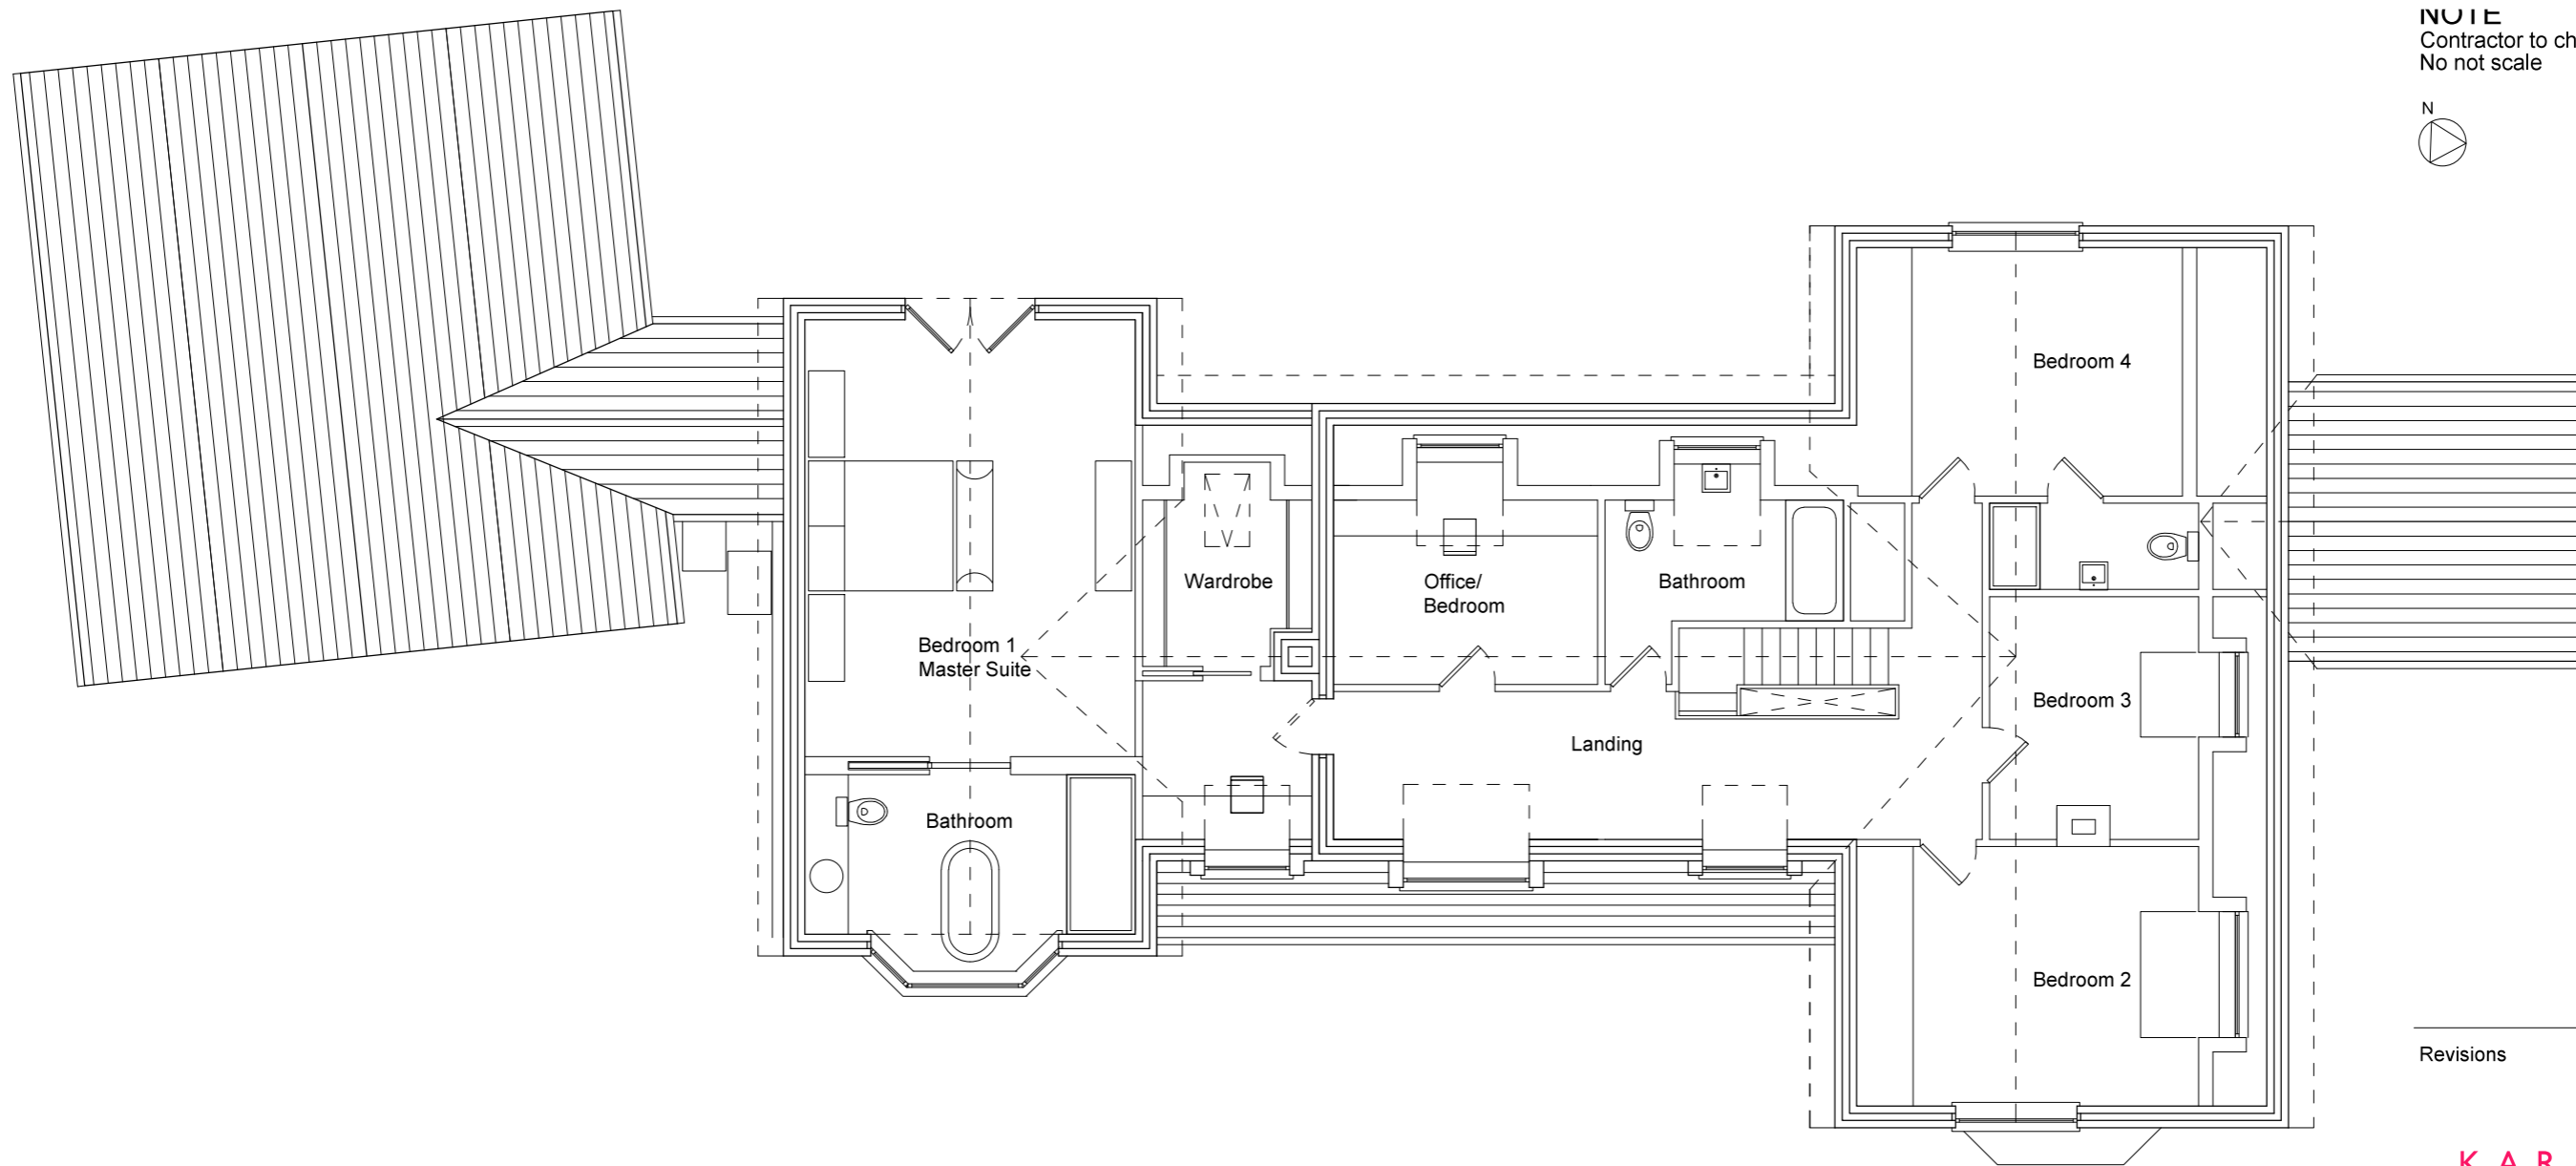 NOTE
Contractor to ch
No not scale
N
Bedroom 4
Wardrobe
Office/
Bedroom
Bathroom
Bedroom 1
Master Suite
Bedroom 3
Landing
Bathroom
Bedroom 2
Revisions
K A R